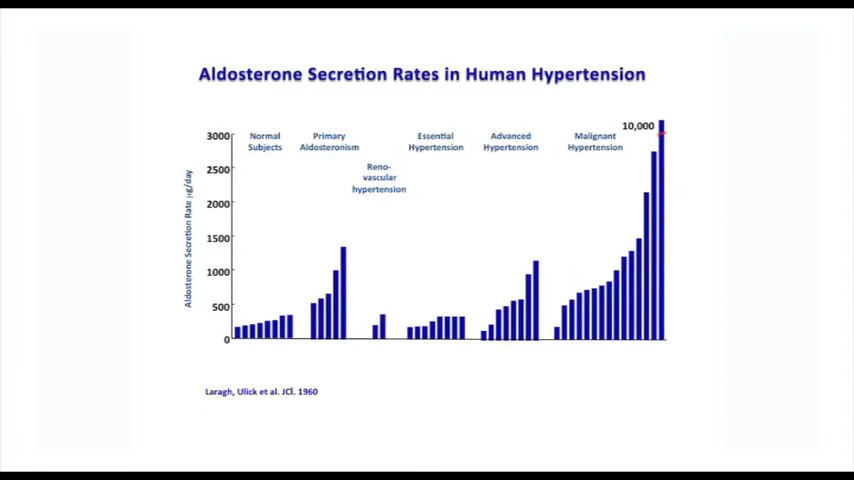 Aldosterone Secretion Rates in Human Hypertension
10,000
3000
2500
2000
1500
1000
500
0
Aldosterone Secretion Rate µg/day
Normal
Subjects
Primary
Aldosteronism
Reno-
vascular
hypertension
Essential
Hypertension
Advanced
Hypertension
Malignant
Hypertension
Laragh, Ulick et al. JCI. 1960